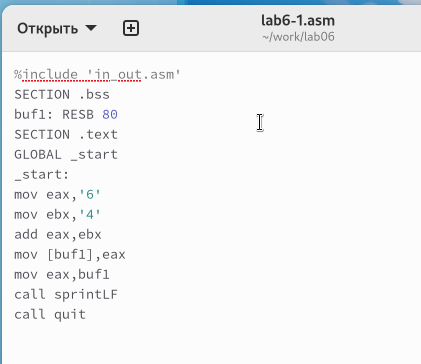 Открыть
lab6-1.asm
~/work/lab06
%include 'in_out.asm'
SECTION .bss
buf1: RESB 80
SECTION .text
GLOBAL _start
_start:
mov eax,'6'
mov ebx,'4'
add eax,ebx
mov [buf1],eax
mov eax,buf1
call sprintLF
call quit